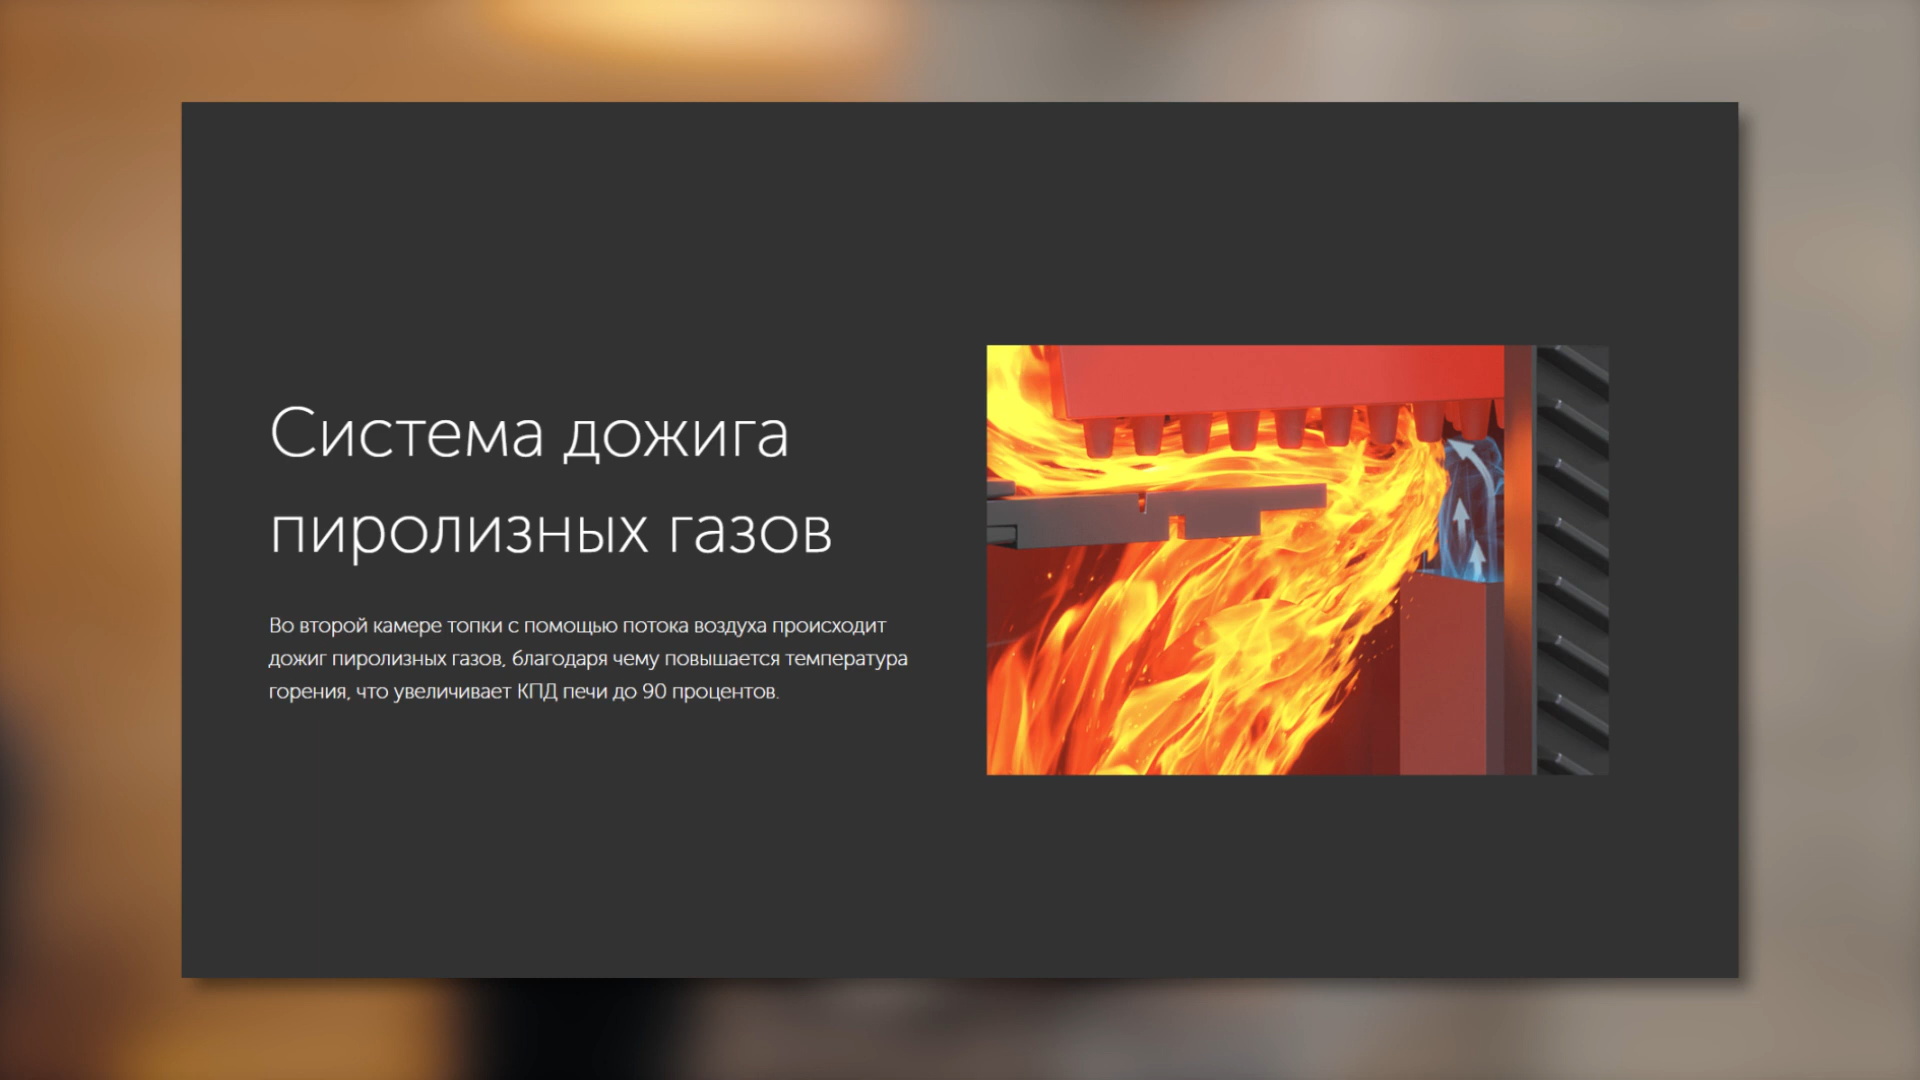 Система дожига
пиролизных газов
Во второй камере топки с помощью потока воздуха происходит
дожиг пиролизных газов, благодаря чему повышается температура
горения, что увеличивает КПД печи до 90 процентов.